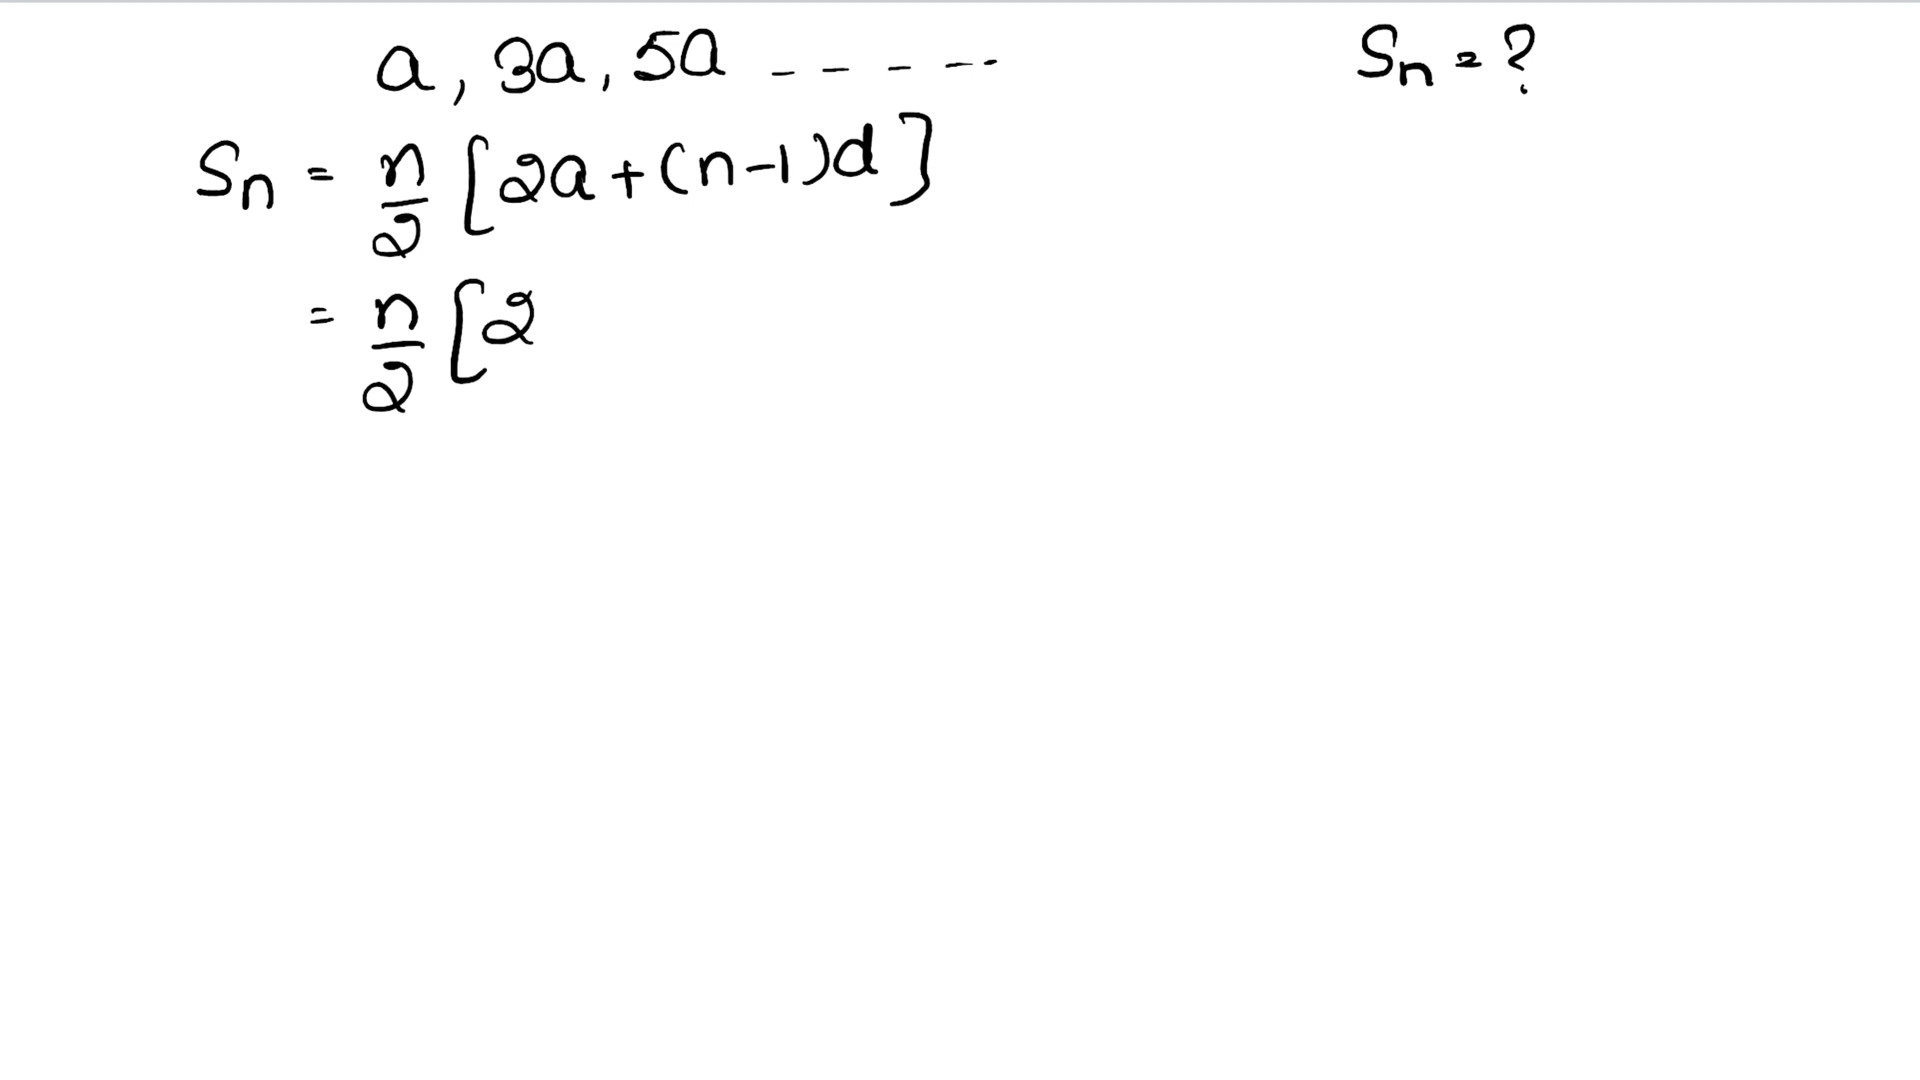 a, 3a, 5a ------ Sn = ?
Sn = n/2 [2a + (n-1)d]
= n/2 [2